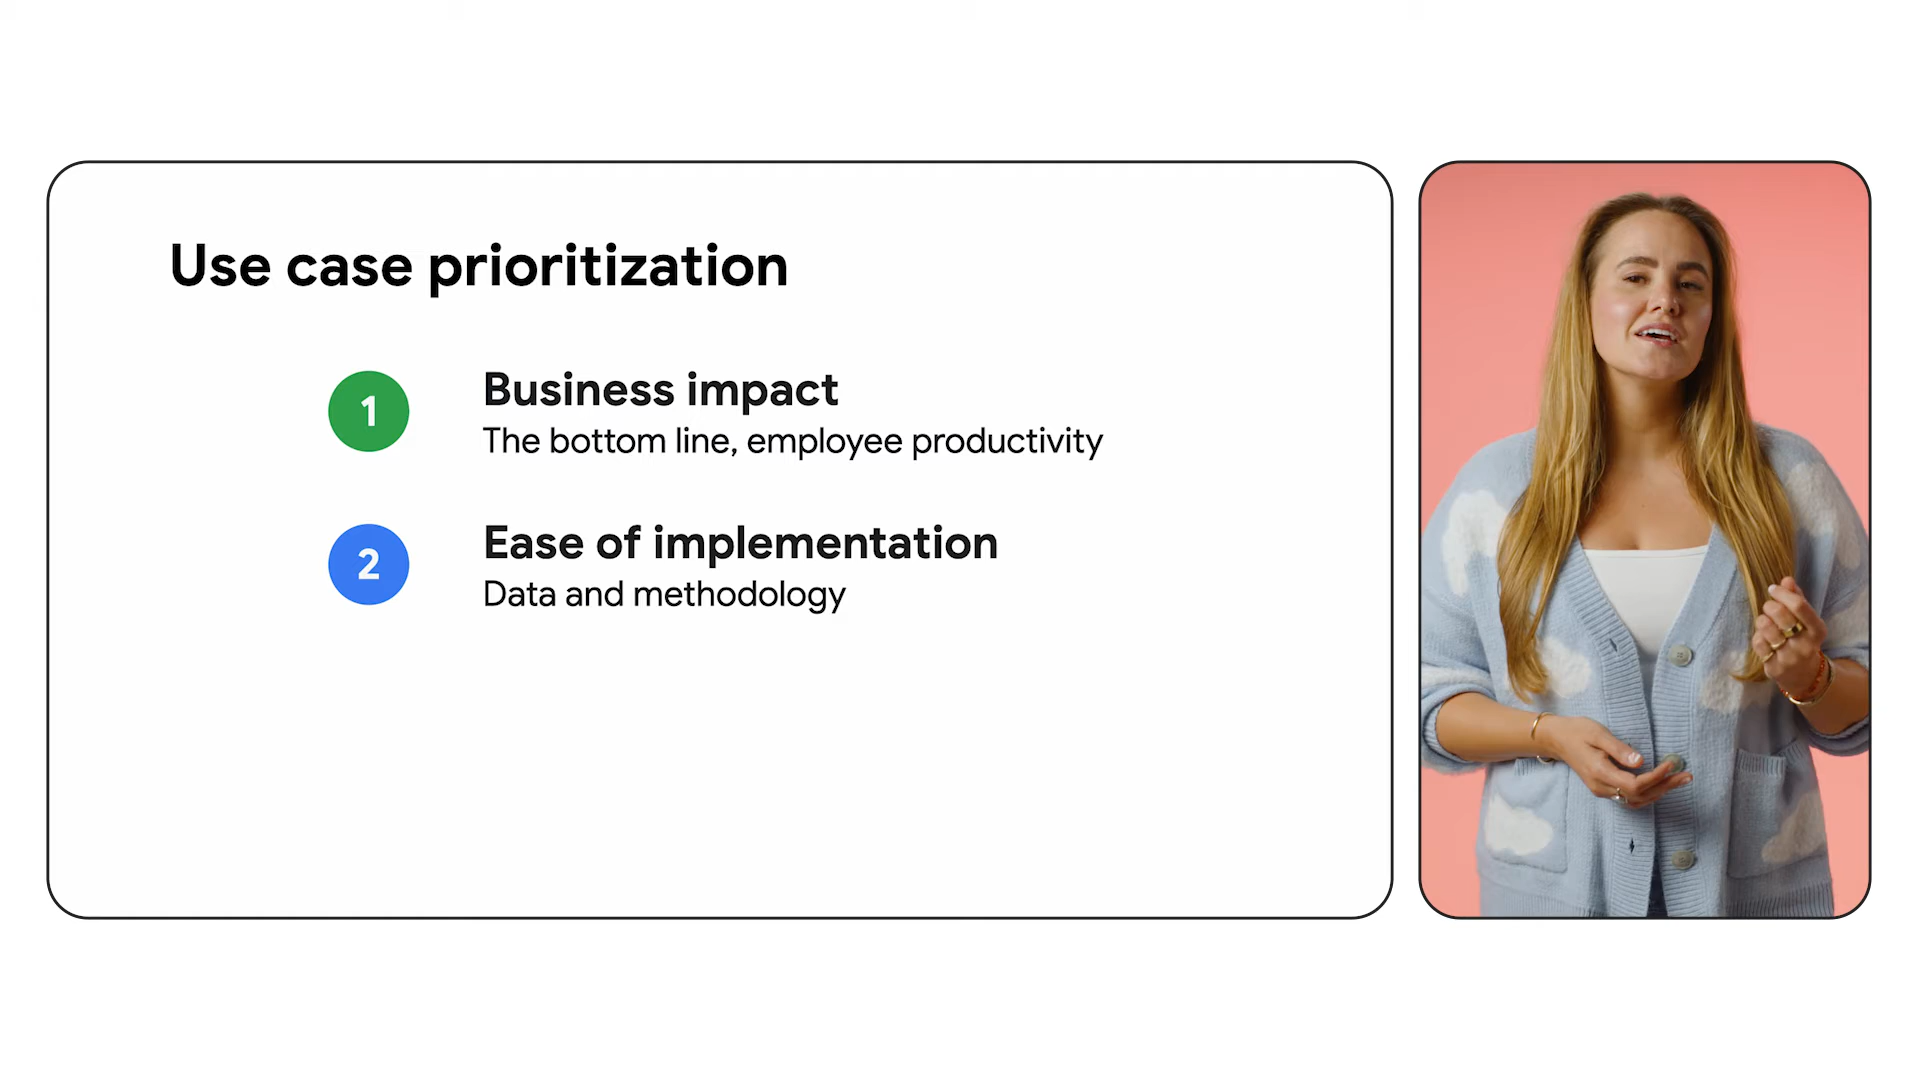 Use case prioritization
1
Business impact
The bottom line, employee productivity
2
Ease of implementation
Data and methodology